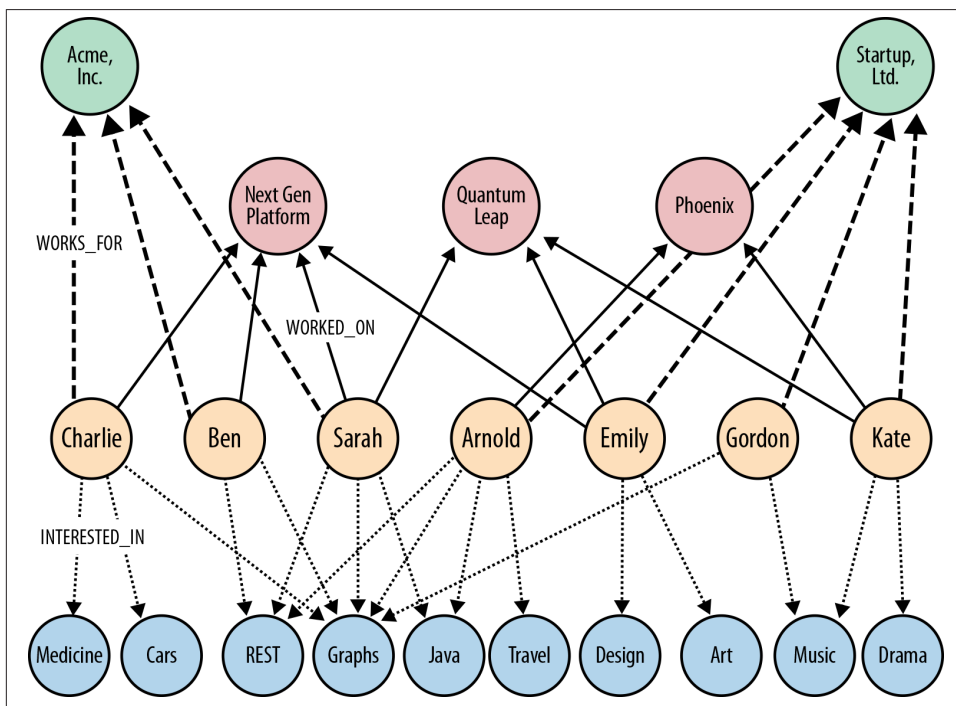 Acme,
Inc.
Startup,
Ltd.
Next Gen
Platform
Quantum
Leap
Phoenix
WORKS_FOR
WORKED_ON
Charlie
Ben
Sarah
Arnold
Emily
Gordon
Kate
INTERESTED_IN
Medicine
Cars
REST
Graphs
Java
Travel
Design
Art
Music
Drama